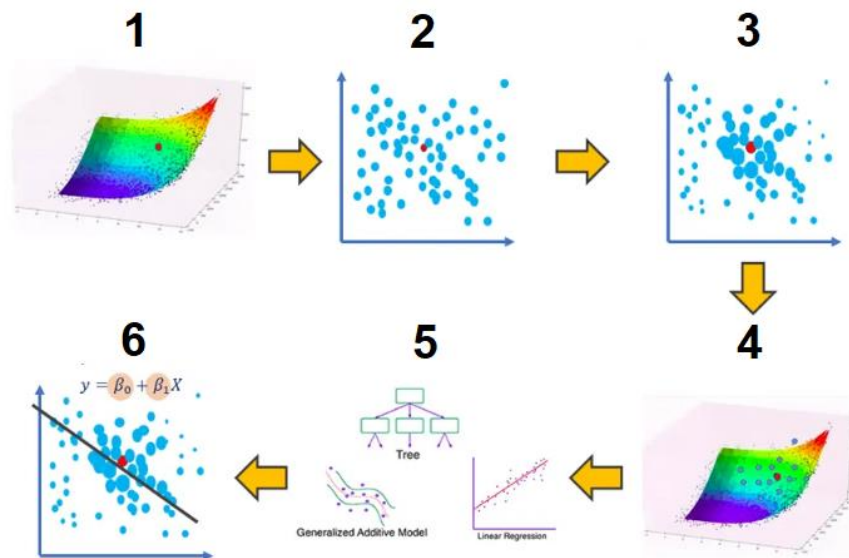 1
2
3
6
5
4
y = β₀ + β₁X
Tree
Generalized Additive Model
Linear Regression